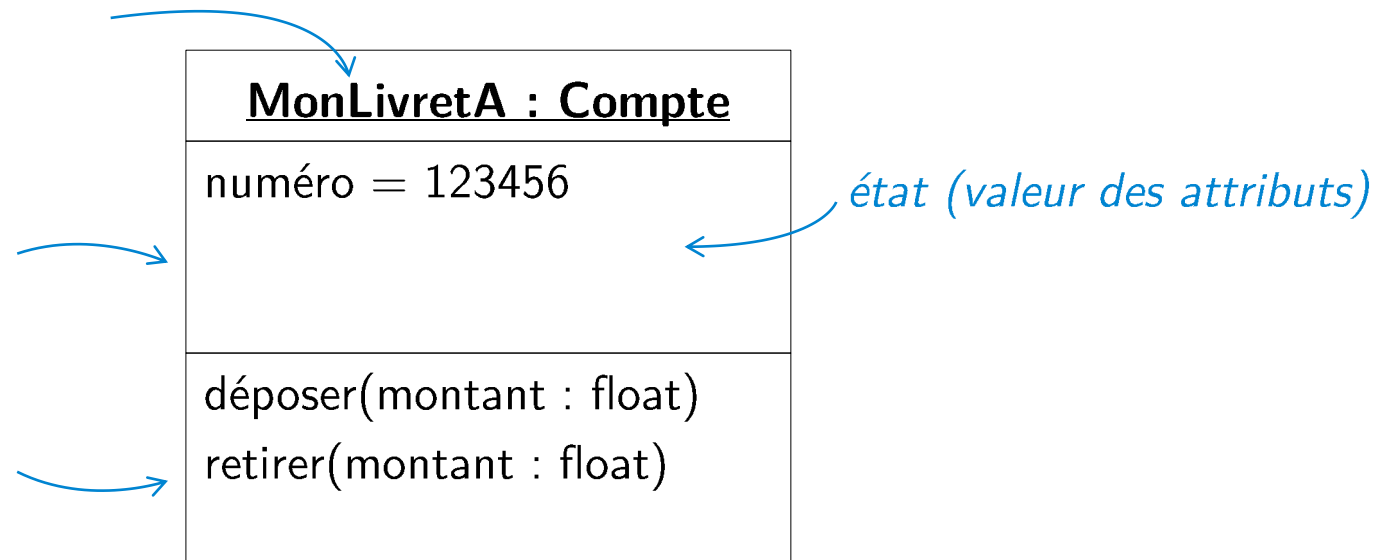 MonLivretA : Compte
numéro = 123456
état (valeur des attributs)
déposer(montant : float)
retirer(montant : float)